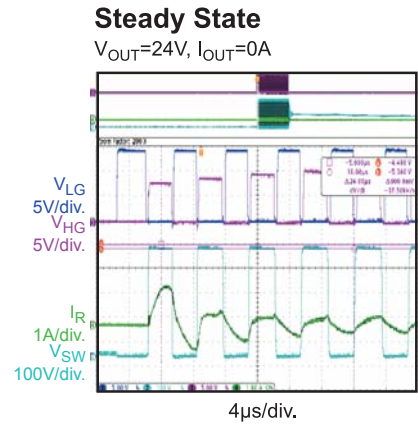 Steady State
VOUT=24V, IOUT=0A
VLG
5V/div.
VHG
5V/div.
IR
1A/div.
VSW
100V/div.
4µs/div.